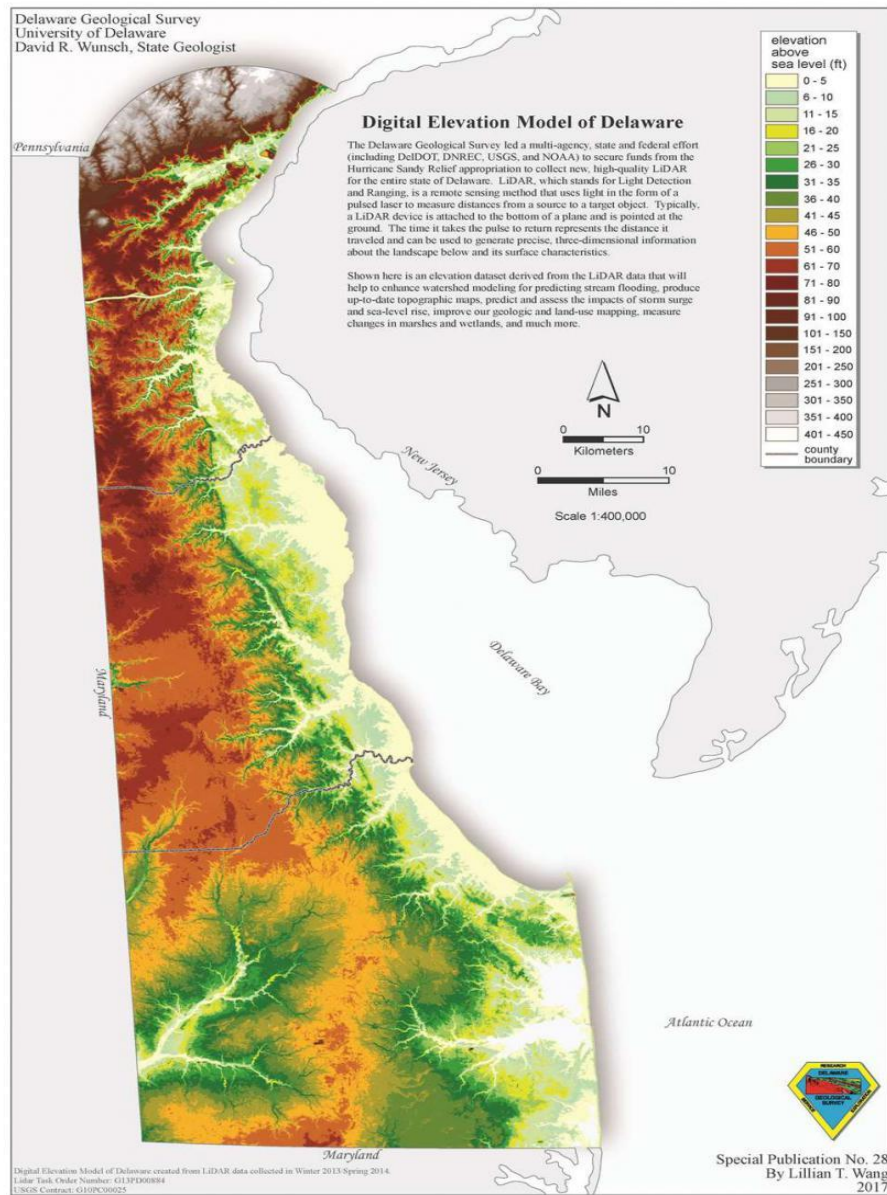 Delaware Geological Survey
University of Delaware
David R. Wunsch, State Geologist
Pennsylvania
Digital Elevation Model of Delaware
The Delaware Geological Survey led a multi-agency, state and federal effort
(including DelDOT, DNREC, USGS, and NOAA) to secure funds from the
Hurricane Sandy Relief appropriation to collect new, high-quality LiDAR
for the entire state of Delaware. LiDAR, which stands for Light Detection
and Ranging, is a remote sensing method that uses light in the form of a
pulsed laser to measure distances from a source to a target object. Typically,
a LiDAR device is attached to the bottom of a plane and is pointed at the
ground. The time it takes the pulse to return represents the distance it
traveled and can be used to generate precise, three-dimensional information
about the landscape below and its surface characteristics.
Shown here is an elevation dataset derived from the LiDAR data that will
help to enhance watershed modeling for predicting stream flooding, produce
up-to-date topographic maps, predict and assess the impacts of storm surge
and sea-level rise, improve our geologic and land-use mapping, measure
changes in marshes and wetlands, and much more.
elevation
above
sea level (ft)
0 - 5
6 - 10
11 - 15
16 - 20
21 - 25
26 - 30
31 - 35
36 - 40
41 - 45
46 - 50
51 - 60
61 - 70
71 - 80
81 - 90
91 - 100
101 - 150
151 - 200
201 - 250
251 - 300
301 - 350
351 - 400
401 - 450
county
boundary
N
0 10
Kilometers
0 10
Miles
Scale 1:400,000
New Jersey
Maryland
Delaware Bay
Atlantic Ocean
Maryland
RESEARCH
DELAWARE
GEOLOGICAL
SURVEY
SERVICE
EXPLORATION
Special Publication No. 28
By Lillian T. Wang
2017
Digital Elevation Model of Delaware created from LiDAR data collected in Winter 2013-Spring 2014.
Lidar Task Order Number: G13PD00884
USGS Contract: G10PC00025